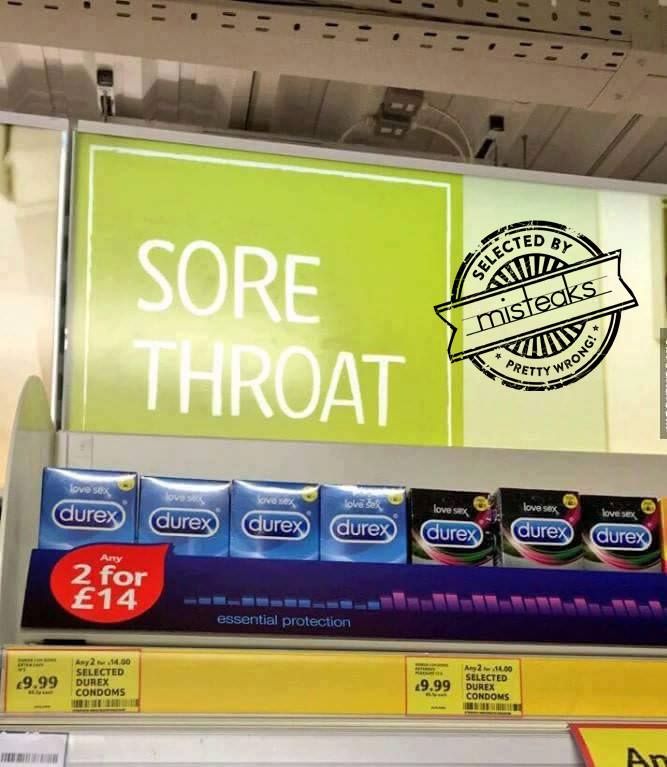 SORE
THROAT
SELECTED BY
misteaks
PRETTY WRONG!
love sex
durex
love sex
durex
love sex
durex
love sex
durex
love sex
durex
love sex
durex
love sex
durex
Any
2 for
£14
essential protection
Any 2 for £14.00
SELECTED
DUREX
CONDOMS
£9.99
Any 2 for £14.00
SELECTED
DUREX
CONDOMS
£9.99
An